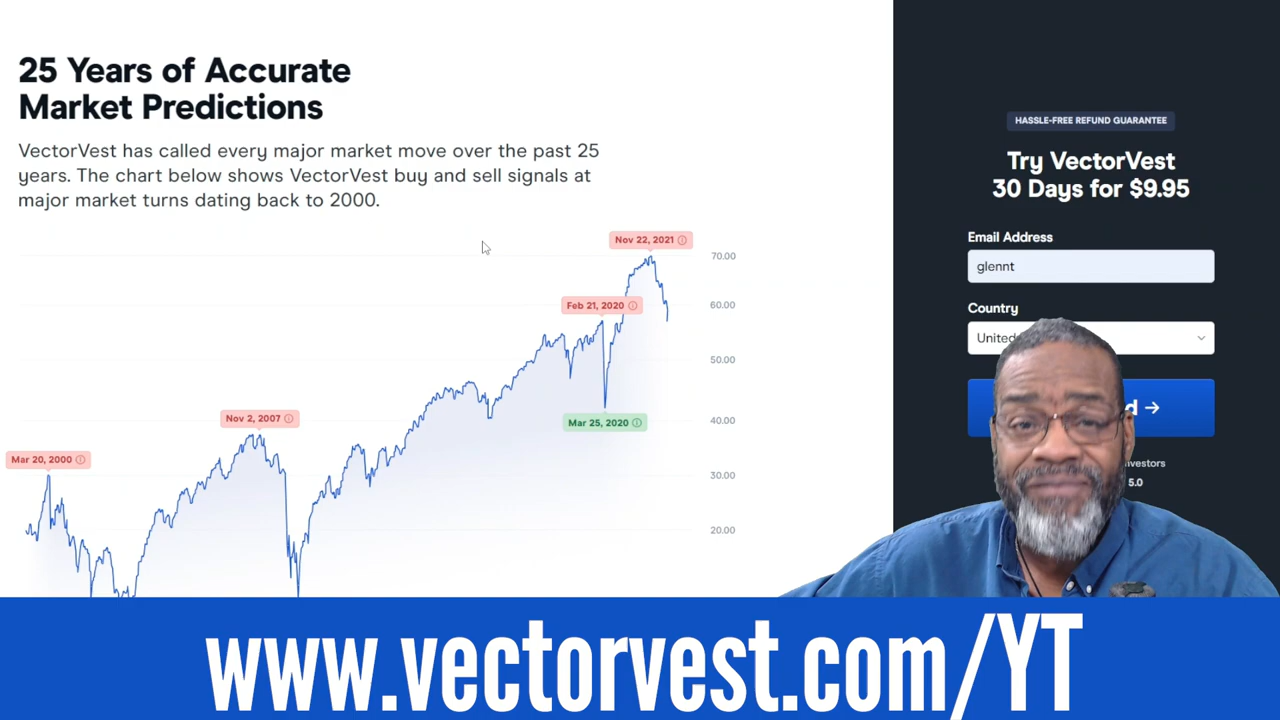 25 Years of Accurate
Market Predictions
VectorVest has called every major market move over the past 25
years. The chart below shows VectorVest buy and sell signals at
major market turns dating back to 2000.
Nov 22, 2021
70.00
Feb 21, 2020
60.00
50.00
Mar 25, 2020
40.00
Nov 2, 2007
Mar 20, 2000
30.00
20.00
HASSLE-FREE REFUND GUARANTEE
Try VectorVest
30 Days for $9.95
Email Address
glennt
Country
United
5.0
www.vectorvest.com/YT